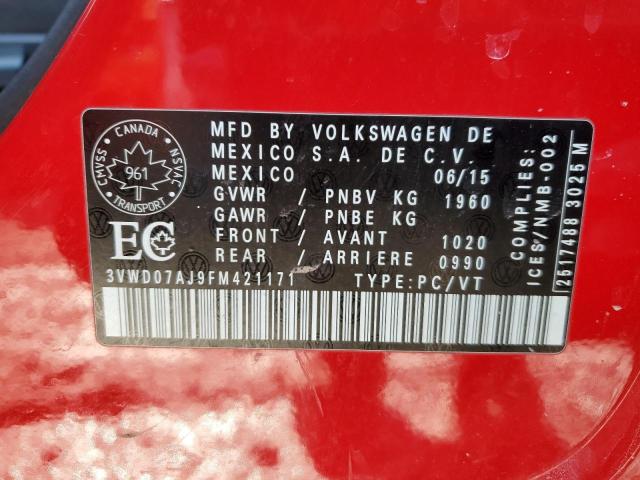 CANADA
CMVSS
961
NSVAC
TRANSPORT
EC
MFD BY VOLKSWAGEN DE
MEXICO S.A. DE C.V.
MEXICO 06/15
GVWR / PNBV KG 1960
GAWR / PNBE KG
FRONT / AVANT 1020
REAR / ARRIERE 0990
3VWD07AJ9FM421171 TYPE:PC/VT
COMPLIES:
ICES/NMB-002
2517488 3025 M